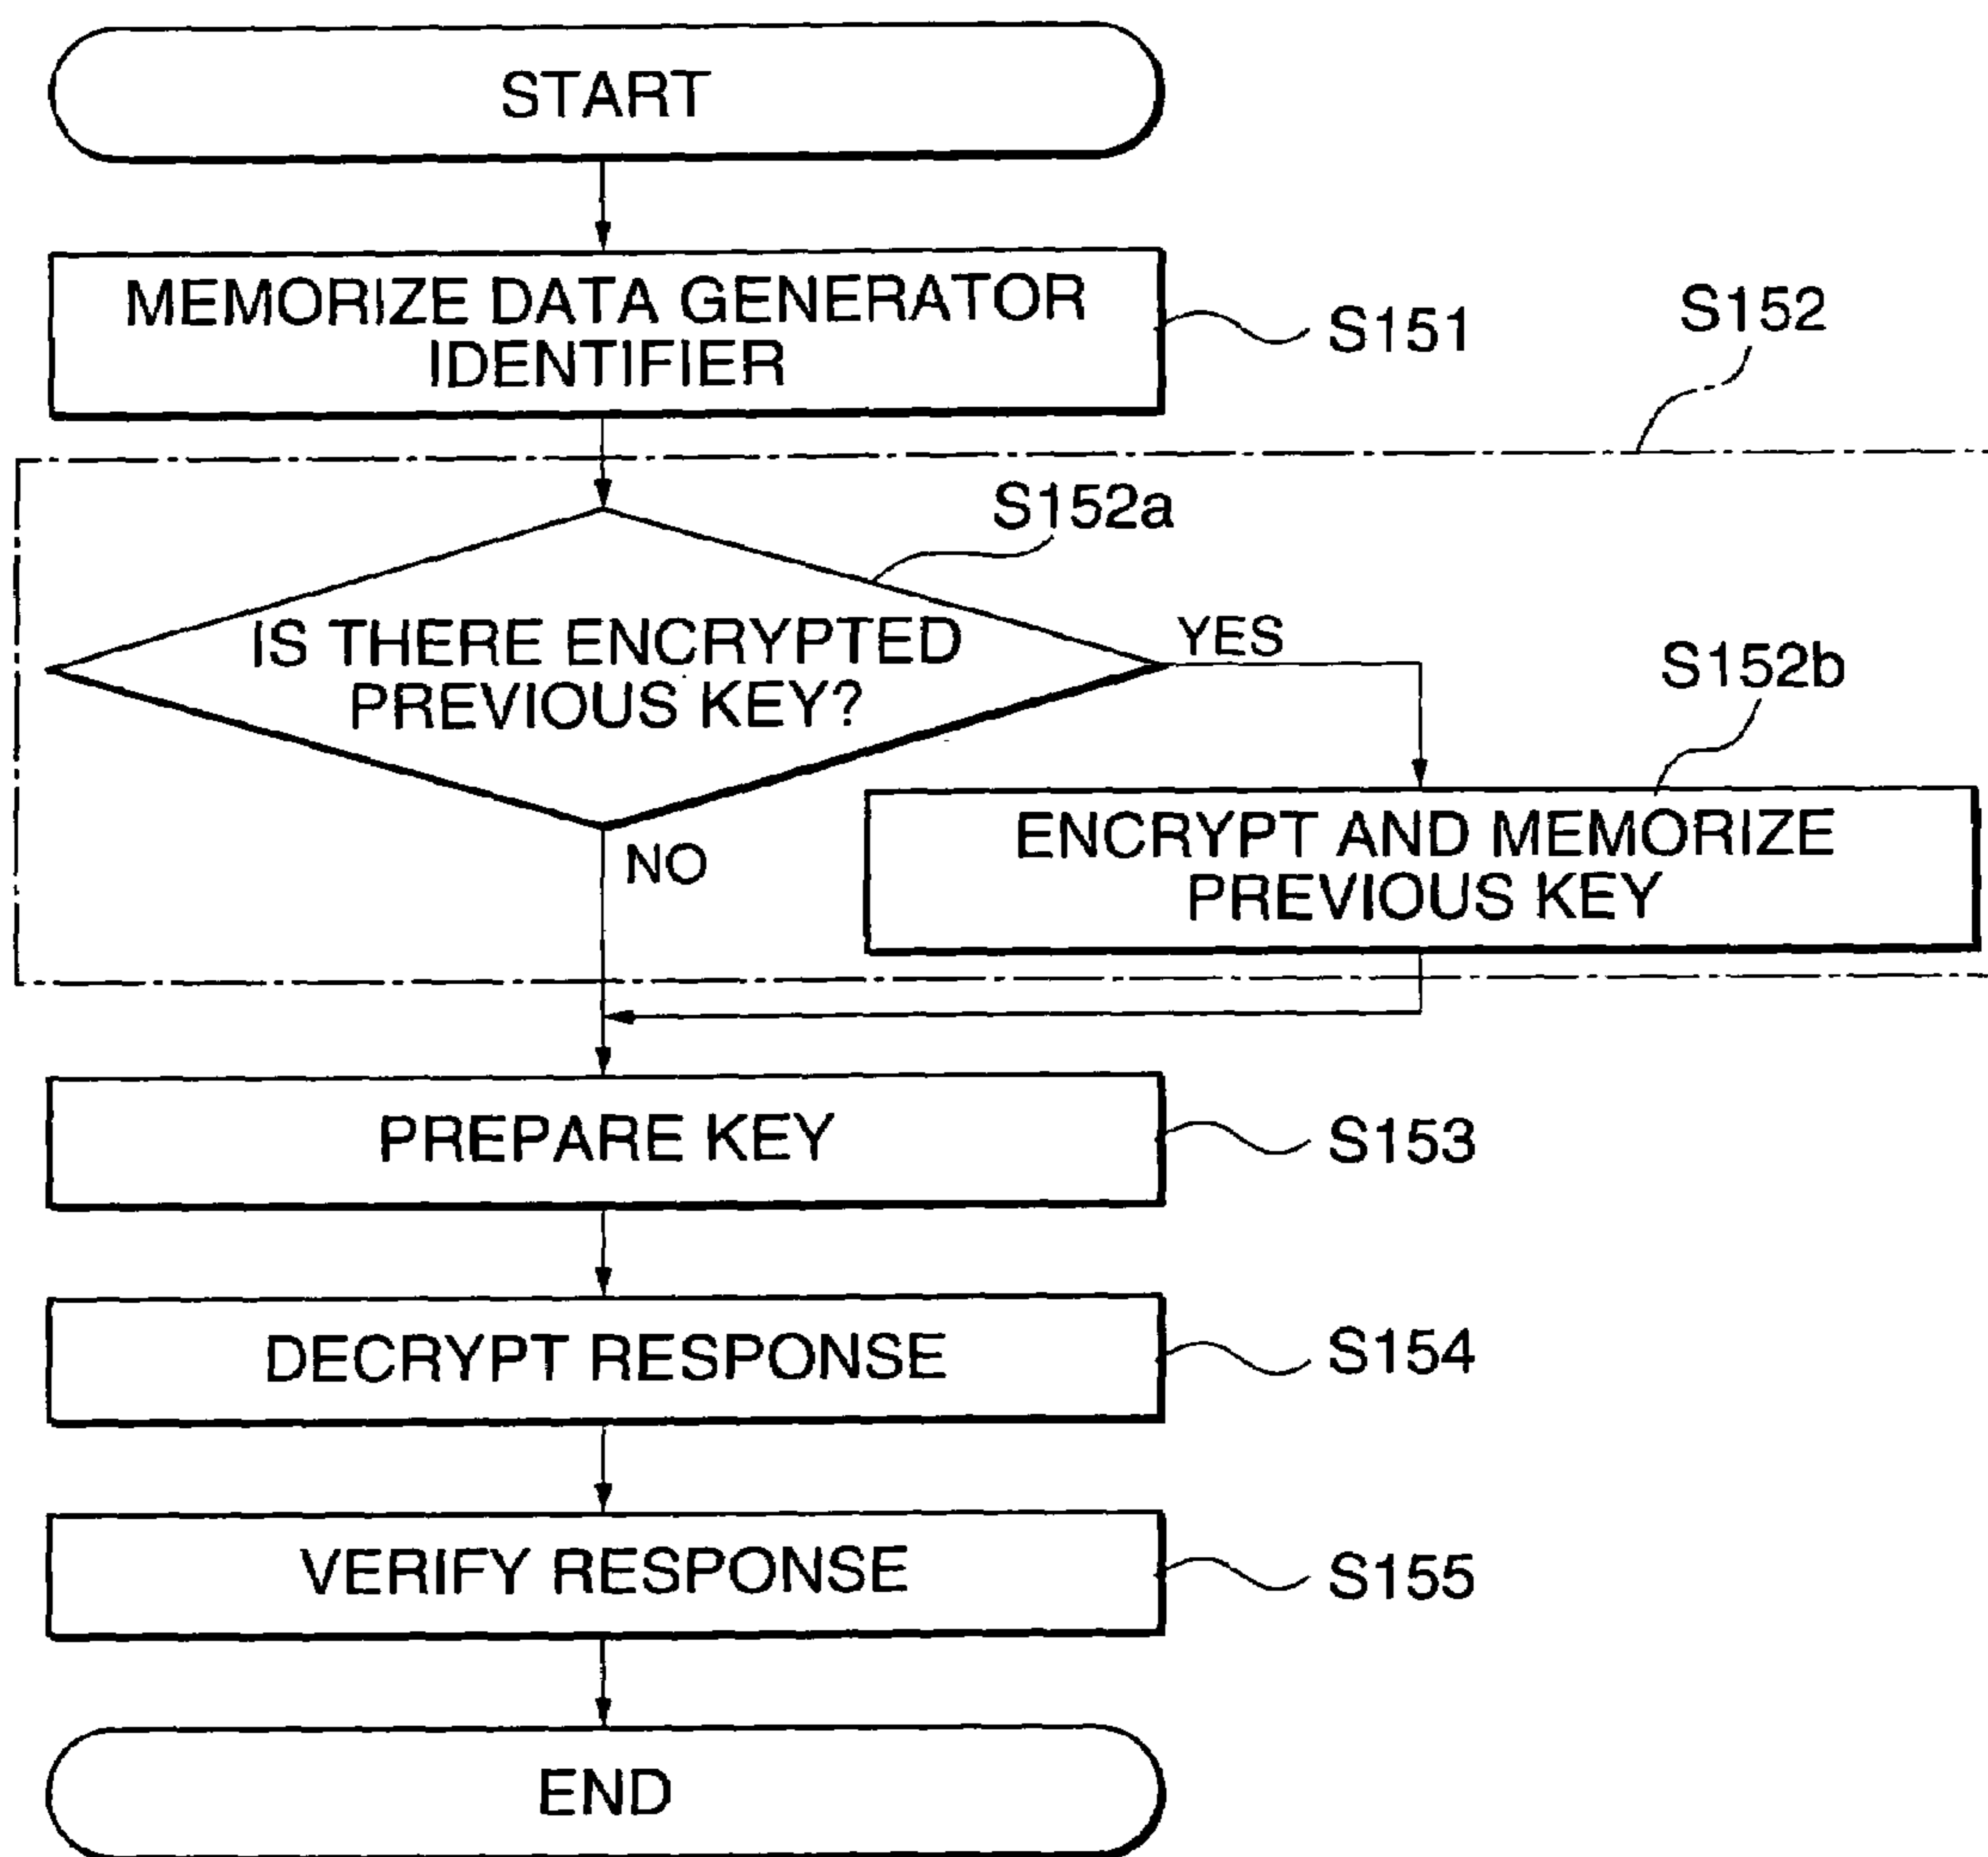 START
MEMORIZE DATA GENERATOR
IDENTIFIER
S151
S152
S152a
IS THERE ENCRYPTED
PREVIOUS KEY?
YES
S152b
ENCRYPT AND MEMORIZE
PREVIOUS KEY
NO
PREPARE KEY
S153
DECRYPT RESPONSE
S154
VERIFY RESPONSE
S155
END